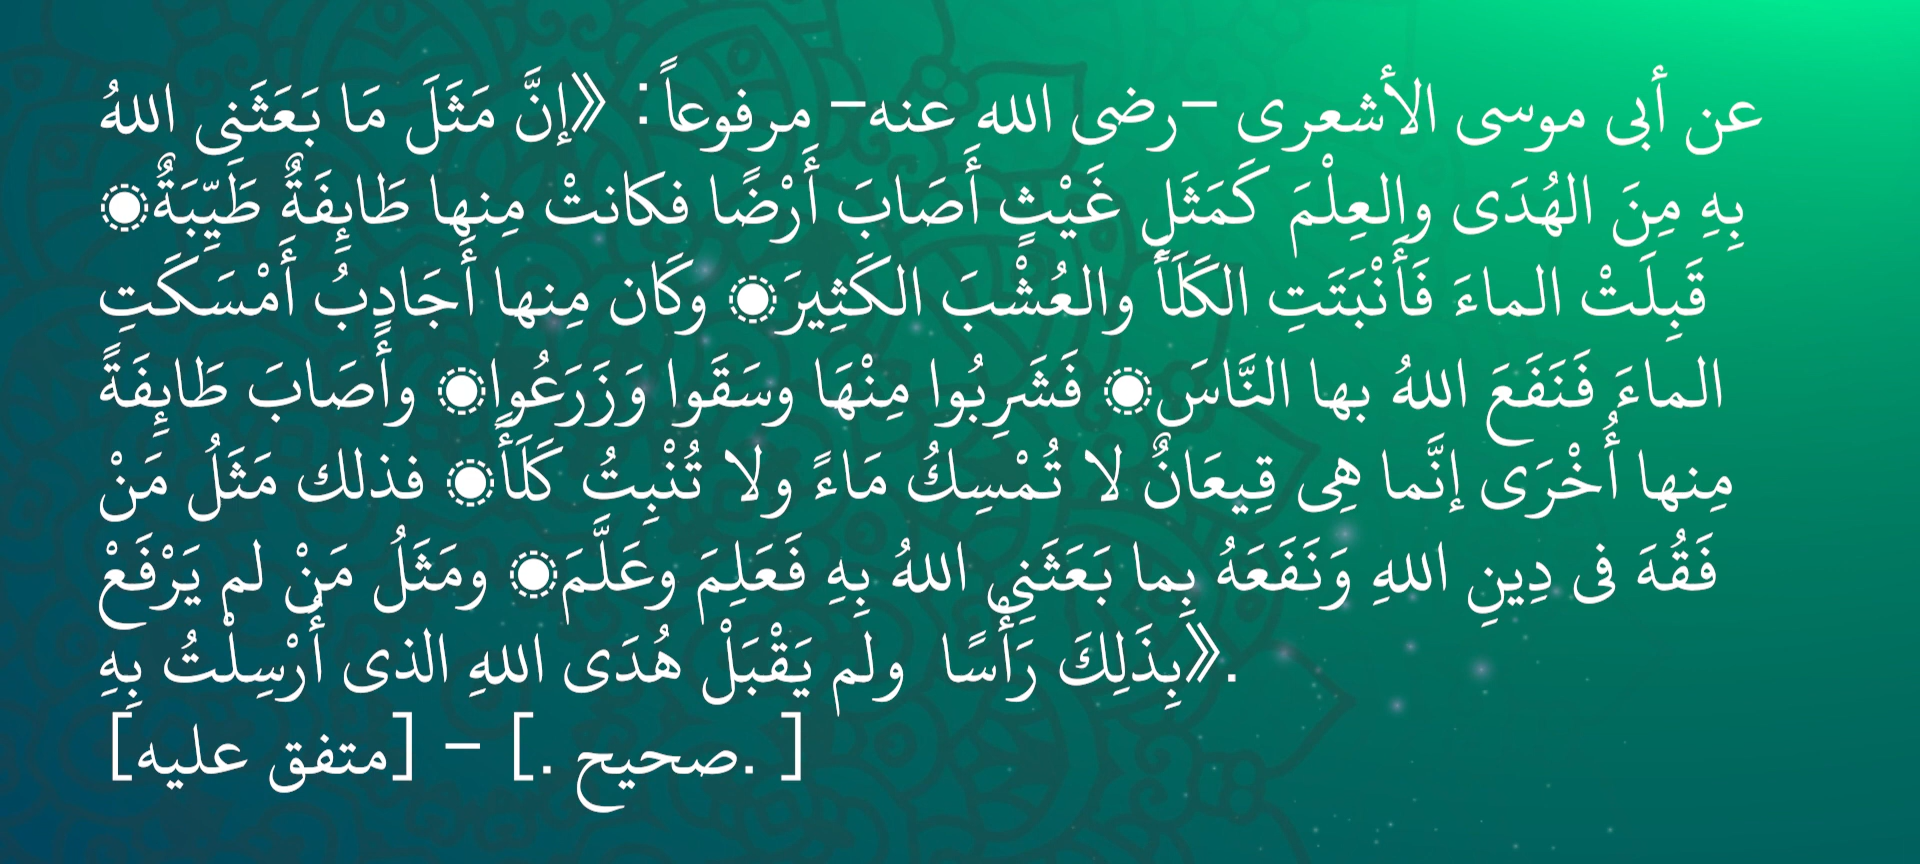 عن أبى موسى الأشعرى –رضى الله عنه– مرفوعاً: «إنَّ مَثَلَ مَا بَعَثَنِى اللهُ
بِهِ مِنَ الهُدَى والعِلْمَ كَمَثَلِ غَيْثٍ أَصَابَ أَرْضًا فكانتْ مِنها طَايِٕفَةٌ طَيِّبَةٌ۝
قَبِلَتْ الماءَ فَأَنْبَتَتِ الكَلَأَ والعُشْبَ الكَثِيرَ۝ وكَان مِنها أَجَادِبُ أَمْسَكَتِ
الماءَ فَنَفَعَ اللهُ بها النَّاسَ۝ فَشَرِبُوا مِنْهَا وسَقَوا وَزَرَعُوا۝ وأَصَابَ طَايِٕفَةً
مِنها أُخْرَى إنَّما هِى قِيعَانٌ لا تُمْسِكُ مَاءً ولا تُنْبِتُ كَلَأً۝ فذلك مَثَلُ مَنْ
فَقُهَ فى دِينِ اللهِ وَنَفَعَهُ بِما بَعَثَنِى اللهُ بِهِ فَعَلِمَ وعَلَّمَ۝ ومَثَلُ مَنْ لم يَرْفَعْ
بِذَلِكَ رَأْسًا ولم يَقْبَلْ هُدَى اللهِ الذى أُرْسِلْتُ بِهِ».
[صحيح.] – [متفق عليه]